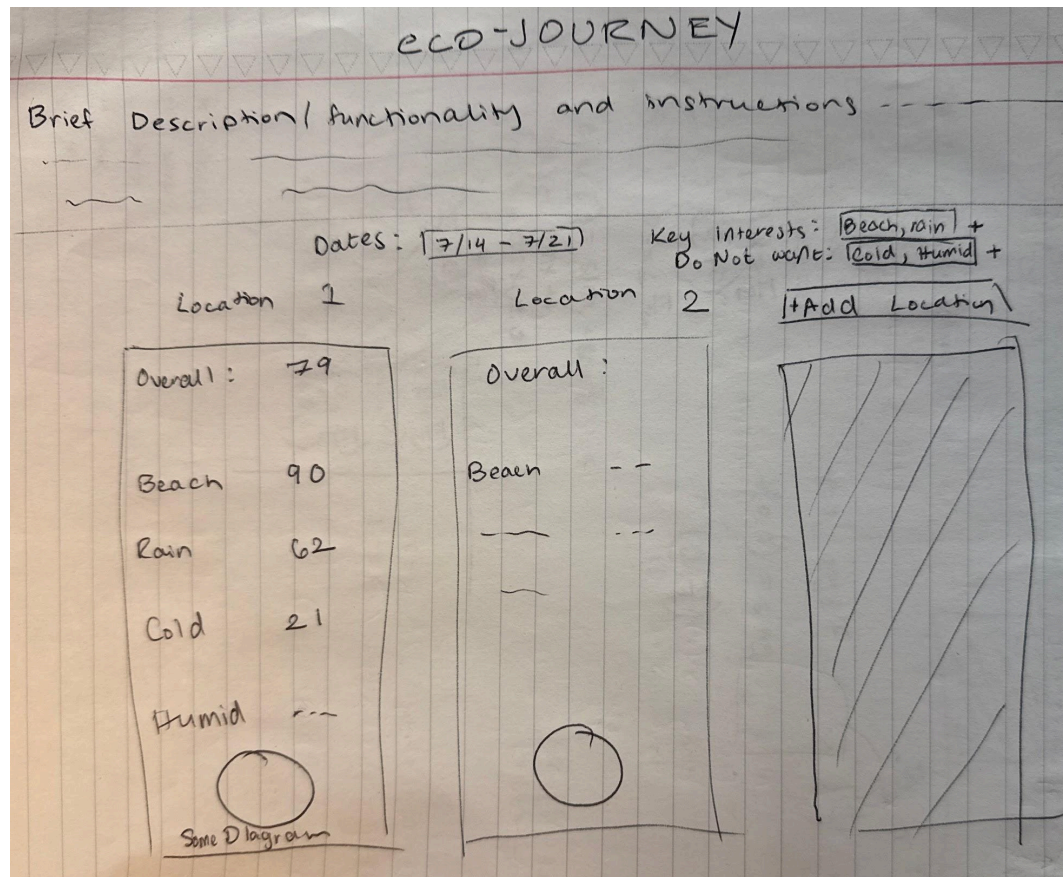 eco-JOURNEY
Brief Description/functionality and instructions
Dates: 7/14 - 7/21
Key interests: Beach, rain +
Do Not want: Cold, Humid +
Location 1
Location 2
+Add Location
Overall: 79
Beach 90
Rain 62
Cold 21
Humid ---
Some Diagram
Overall:
Beach --
--